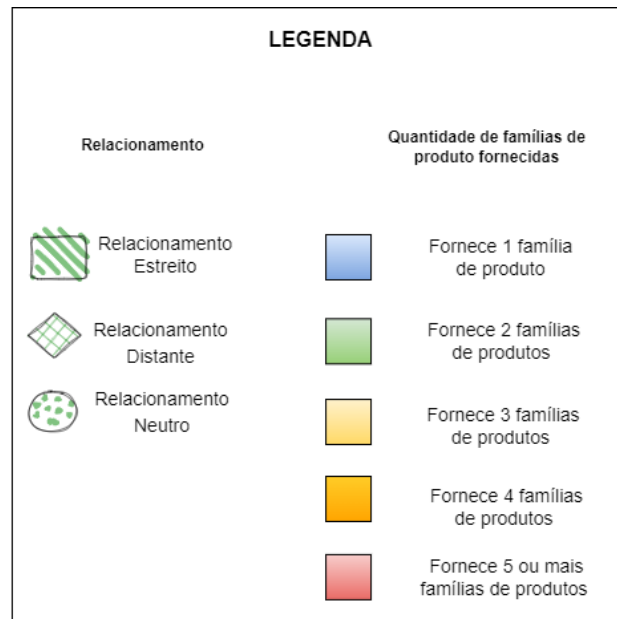 LEGENDA
Relacionamento
Quantidade de famílias de
produto fornecidas
Relacionamento
Estreito
Fornece 1 família
de produto
Relacionamento
Distante
Fornece 2 famílias
de produtos
Relacionamento
Neutro
Fornece 3 famílias
de produtos
Fornece 4 famílias
de produtos
Fornece 5 ou mais
famílias de produtos